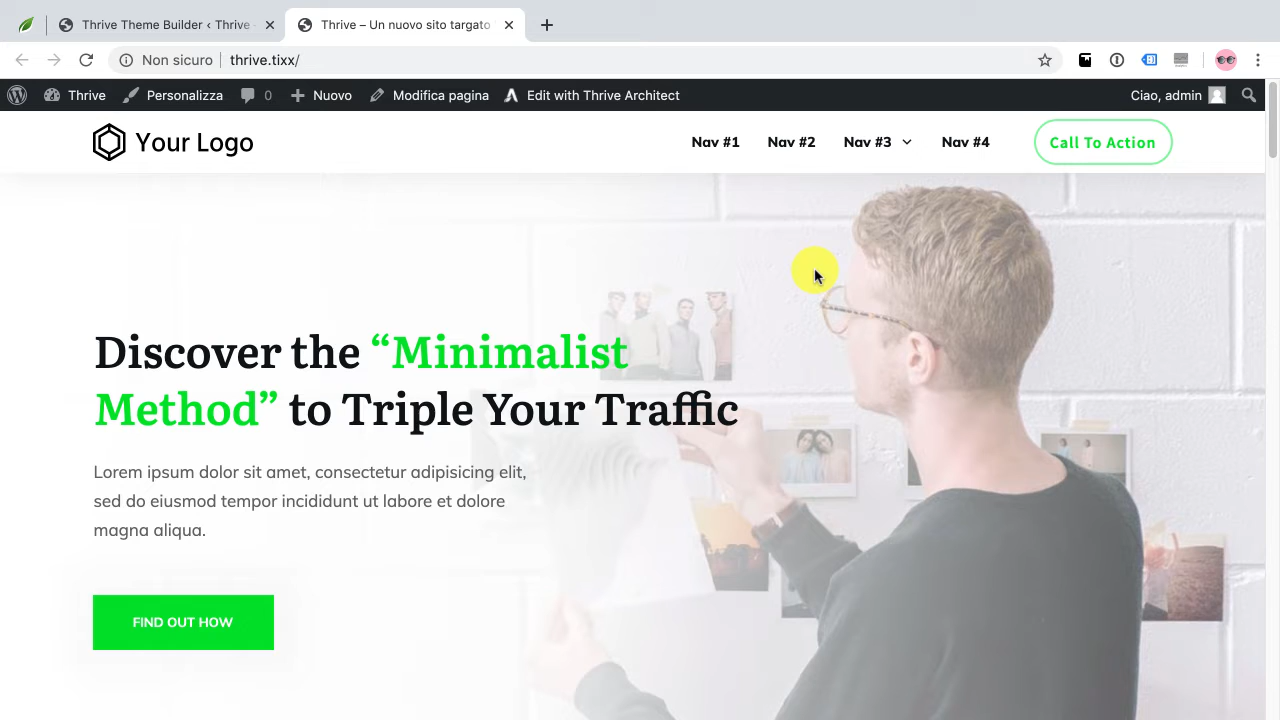 Thrive Theme Builder ‹ Thrive
Thrive – Un nuovo sito targato
Non sicuro
thrive.tixx/
Thrive
Personalizza
0
Nuovo
Modifica pagina
Edit with Thrive Architect
Ciao, admin
Your Logo
Nav #1
Nav #2
Nav #3
Nav #4
Call To Action
Discover the “Minimalist
Method” to Triple Your Traffic
Lorem ipsum dolor sit amet, consectetur adipisicing elit,
sed do eiusmod tempor incididunt ut labore et dolore
magna aliqua.
FIND OUT HOW